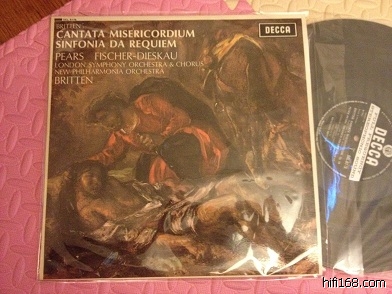 BRITTEN
CANTATA MISERICORDIUM
SINFONIA DA REQUIEM
DECCA
PEARS FISCHER-DIESKAU
LONDON SYMPHONY ORCHESTRA & CHORUS
NEW PHILHARMONIA ORCHESTRA
BRITTEN
DECCA
hifi168.com